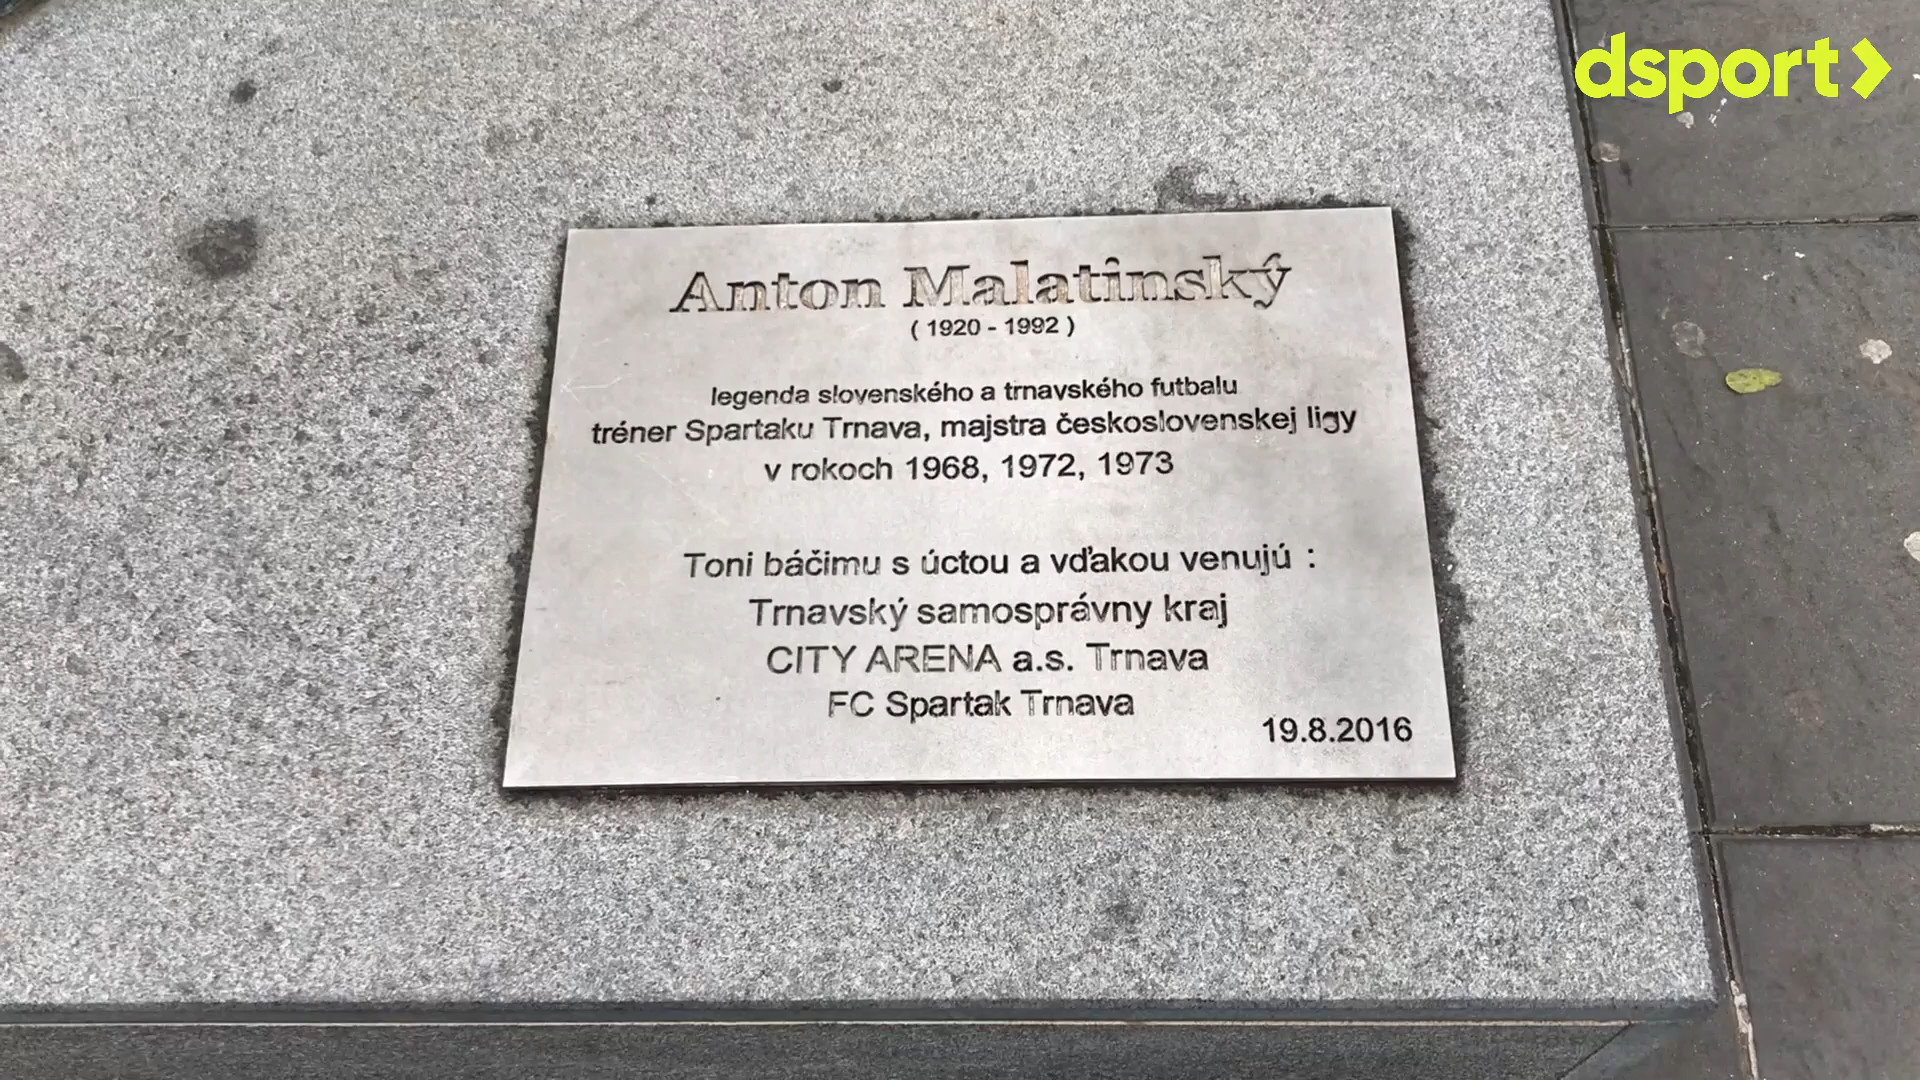 dsport
Anton Malatinský
( 1920 - 1992 )
legenda slovenského a trnavského futbalu
tréner Spartaku Trnava, majstra československej ligy
v rokoch 1968, 1972, 1973
Toni báčimu s úctou a vďakou venujú :
Trnavský samosprávny kraj
CITY ARENA a.s. Trnava
FC Spartak Trnava
19.8.2016